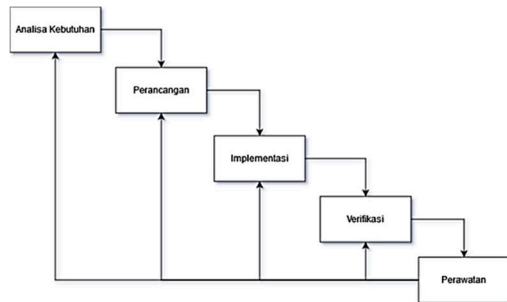 Analisa Kebutuhan
Perancangan
Implementasi
Verifikasi
Perawatan